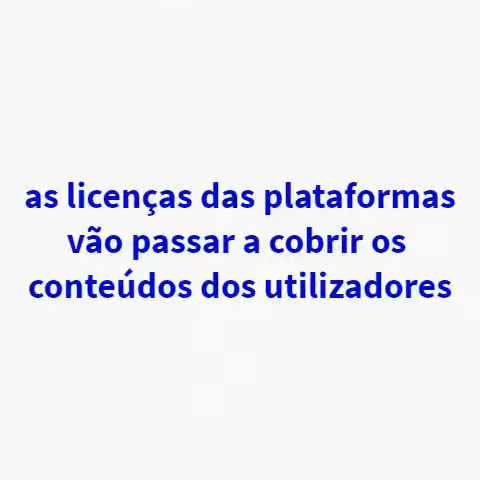 as licenças das plataformas
vão passar a cobrir os
conteúdos dos utilizadores